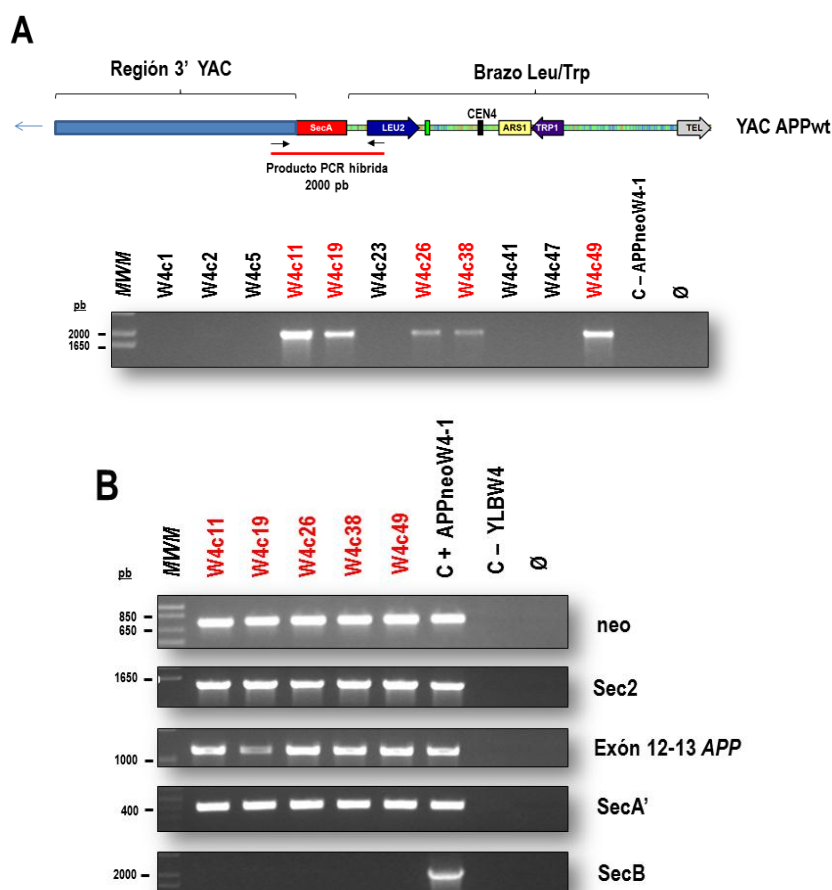 A
Región 3' YAC
Brazo Leu/Trp
CEN4
SecA
LEU2
ARS1
TRP1
TEL
YAC APPwt
Producto PCR híbrida
2000 pb
MWM
W4c1
W4c2
W4c5
W4c11
W4c19
W4c23
W4c26
W4c38
W4c41
W4c47
W4c49
C – APPneoW4-1
Ø
pb
2000
1650
B
MWM
W4c11
W4c19
W4c26
W4c38
W4c49
C + APPneoW4-1
C – YLBW4
Ø
pb
850
650
neo
1650
Sec2
1000
Exón 12-13 APP
400
SecA'
2000
SecB